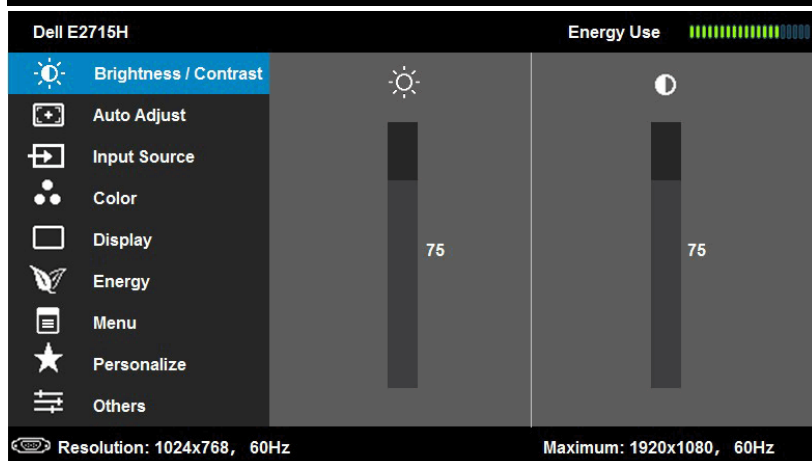 Dell E2715H Energy Use
Brightness / Contrast
Auto Adjust
Input Source
Color
Display
75 75
Energy
Menu
Personalize
Others
Resolution: 1024x768, 60Hz Maximum: 1920x1080, 60Hz